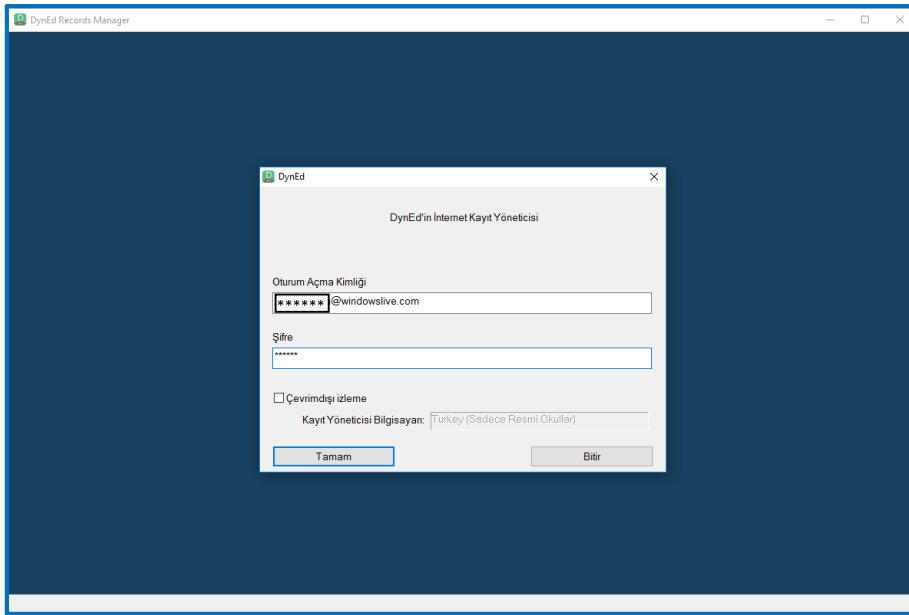 DynEd Records Manager
DynEd
DynEd'in İnternet Kayıt Yöneticisi
Oturum Açma Kimliği
******@windowslive.com
Şifre
******
Çevrimdışı izleme
Kayıt Yöneticisi Bilgisayarı: Turkey (Sadece Resmi Okullar)
Tamam Bitir